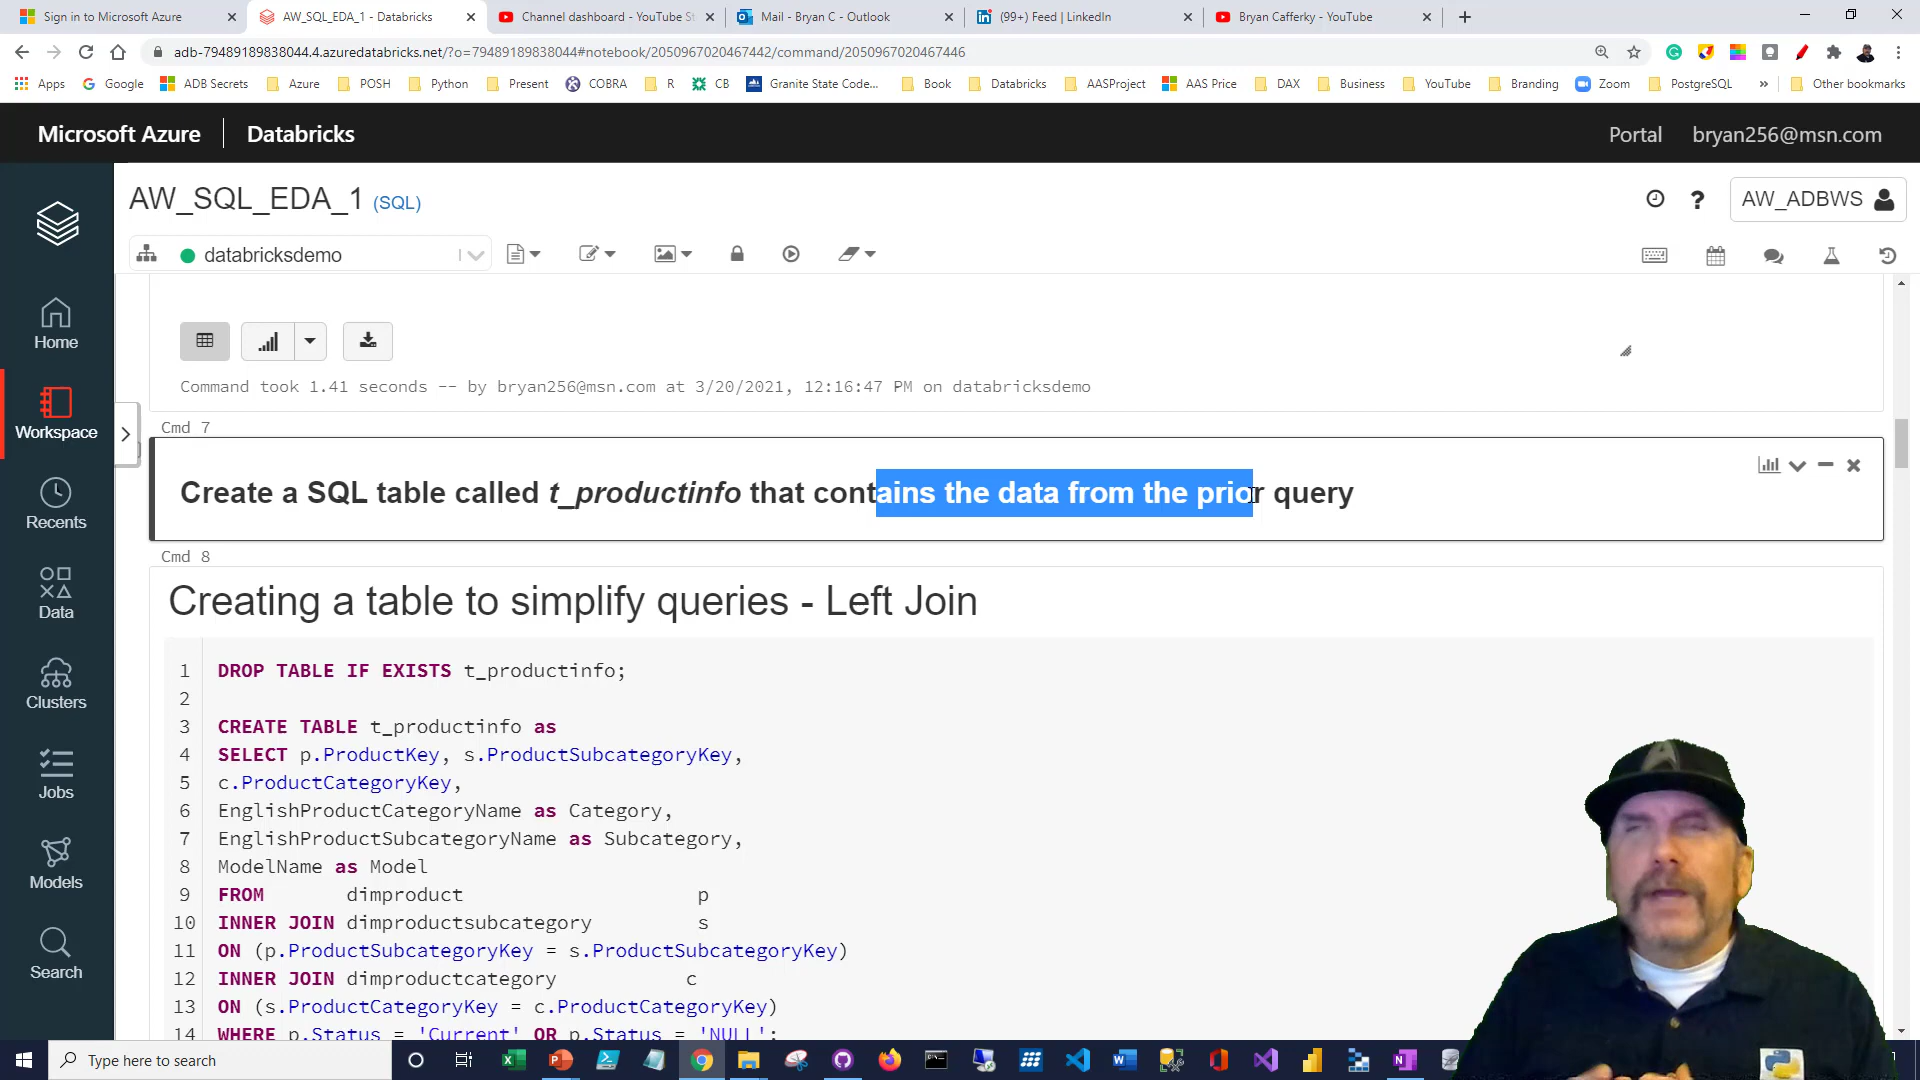 Sign in to Microsoft Azure
AW_SQL_EDA_1 - Databricks
Channel dashboard - YouTube St
Mail - Bryan C - Outlook
(99+) Feed | LinkedIn
Bryan Cafferky - YouTube
adb-79489189838044.4.azuredatabricks.net/?o=79489189838044#notebook/2050967020467442/command/2050967020467446
Apps Google ADB Secrets Azure POSH Python Present COBRA R CB Granite State Code... Book Databricks AASProject AAS Price DAX Business YouTube Branding Zoom PostgreSQL » Other bookmarks
Microsoft Azure Databricks Portal bryan256@msn.com
AW_SQL_EDA_1 (SQL) ? AW_ADBWS
databricksdemo
Home
Workspace
Recents
Data
Clusters
Jobs
Models
Search
Command took 1.41 seconds -- by bryan256@msn.com at 3/20/2021, 12:16:47 PM on databricksdemo
Cmd 7
Create a SQL table called t_productinfo that contains the data from the prior query
Cmd 8
Creating a table to simplify queries - Left Join
1 DROP TABLE IF EXISTS t_productinfo;
2
3 CREATE TABLE t_productinfo as
4 SELECT p.ProductKey, s.ProductSubcategoryKey,
5 c.ProductCategoryKey,
6 EnglishProductCategoryName as Category,
7 EnglishProductSubcategoryName as Subcategory,
8 ModelName as Model
9 FROM dimproduct p
10 INNER JOIN dimproductsubcategory s
11 ON (p.ProductSubcategoryKey = s.ProductSubcategoryKey)
12 INNER JOIN dimproductcategory c
13 ON (s.ProductCategoryKey = c.ProductCategoryKey)
14 WHERE p.Status = 'Current' OR p.Status = 'NULL';
Type here to search